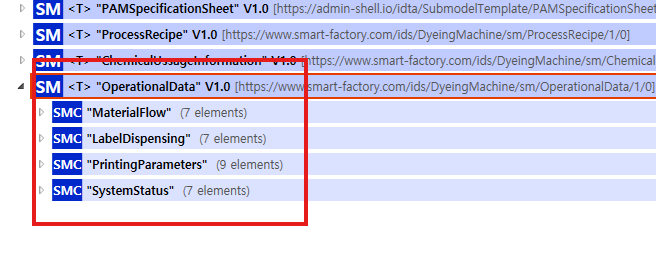 SM <T> "PAMSpecificationSheet" V1.0 [https://admin-shell.io/idta/SubmodelTemplate/PAMSpecificationSheet
SM <T> "ProcessRecipe" V1.0 [https://www.smart-factory.com/ids/DyeingMachine/sm/ProcessRecipe/1/0]
SM <T> "ChemicalUssageInformation" V1.0 [https://www.smart-factory.com/ids/DyeingMachine/sm/Chemical
SM <T> "OperationalData" V1.0 [https://www.smart-factory.com/ids/DyeingMachine/sm/OperationalData/1/0]
SMC "MaterialFlow" (7 elements)
SMC "LabelDispensing" (7 elements)
SMC "PrintingParameters" (9 elements)
SMC "SystemStatus" (7 elements)